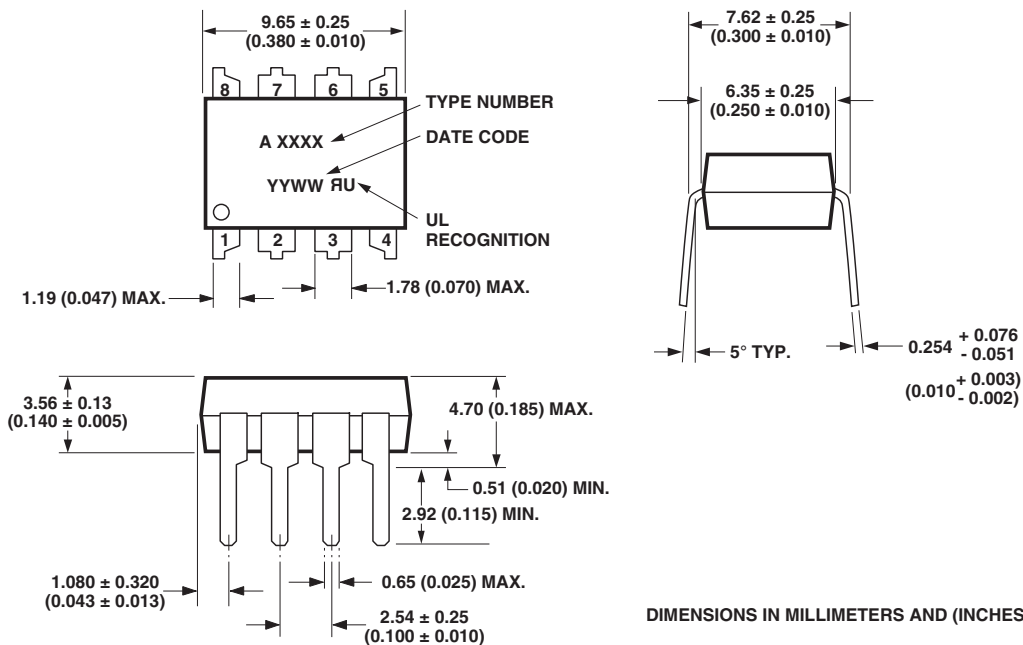 9.65 ± 0.25
(0.380 ± 0.010)
8 7 6 5
TYPE NUMBER
A XXXX
DATE CODE
YYWW ЯU
UL
RECOGNITION
1 2 3 4
1.19 (0.047) MAX.
1.78 (0.070) MAX.
7.62 ± 0.25
(0.300 ± 0.010)
6.35 ± 0.25
(0.250 ± 0.010)
5° TYP.
0.254 + 0.076
- 0.051
(0.010 + 0.003)
- 0.002)
3.56 ± 0.13
(0.140 ± 0.005)
4.70 (0.185) MAX.
0.51 (0.020) MIN.
2.92 (0.115) MIN.
1.080 ± 0.320
(0.043 ± 0.013)
0.65 (0.025) MAX.
2.54 ± 0.25
(0.100 ± 0.010)
DIMENSIONS IN MILLIMETERS AND (INCHES